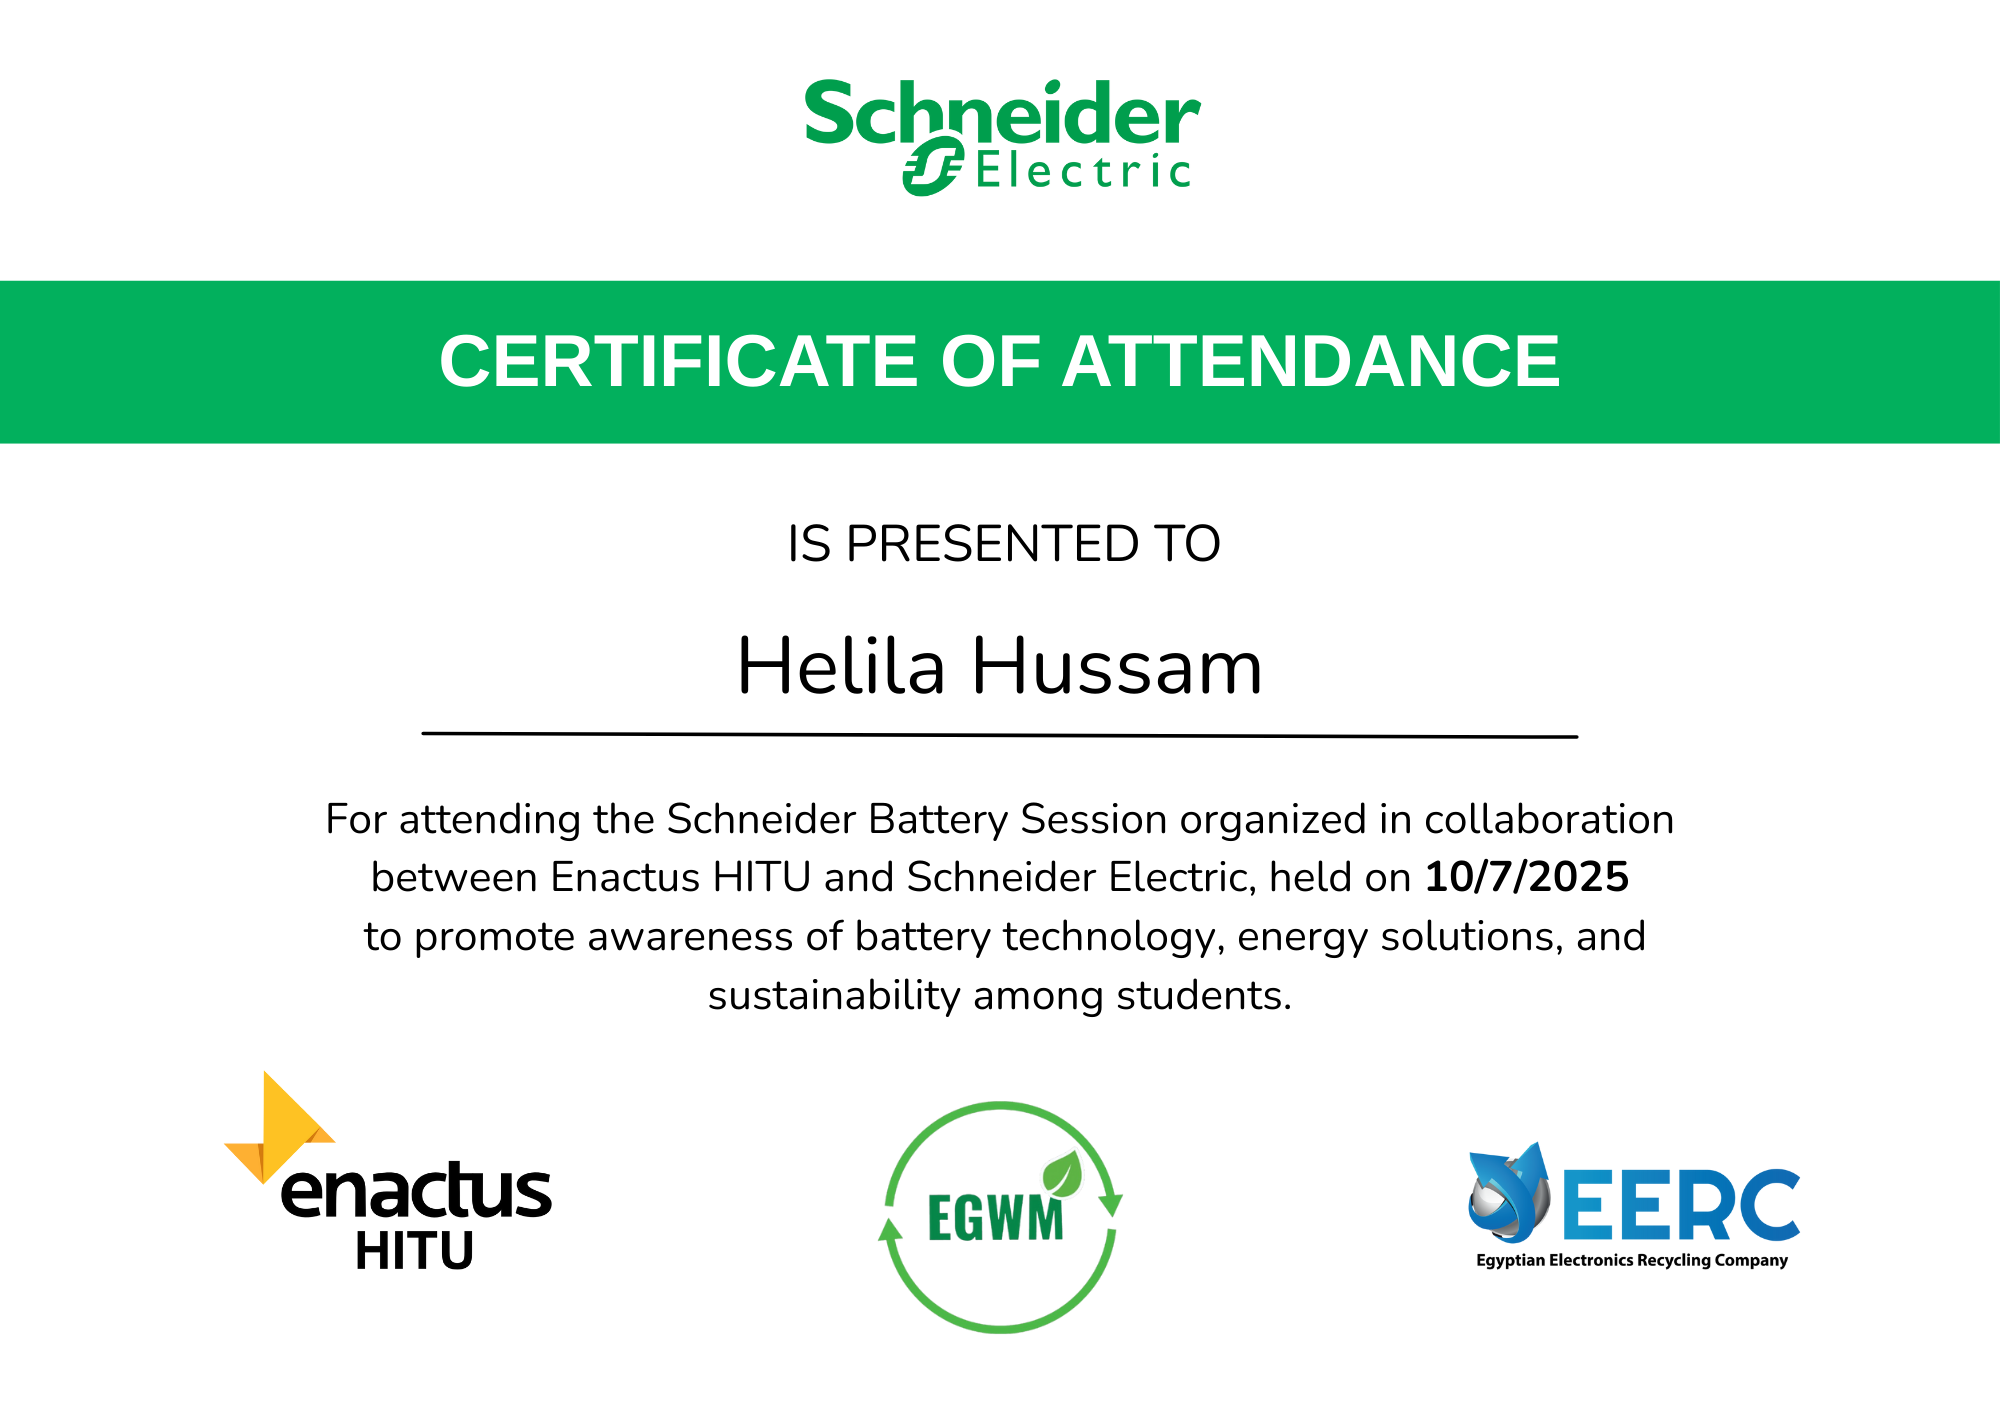 Schneider
Electric
CERTIFICATE OF ATTENDANCE
IS PRESENTED TO
Helila Hussam
For attending the Schneider Battery Session organized in collaboration
between Enactus HITU and Schneider Electric, held on 10/7/2025
to promote awareness of battery technology, energy solutions, and
sustainability among students.
enactus
HITU
EGWM
EERC
Egyptian Electronics Recycling Company